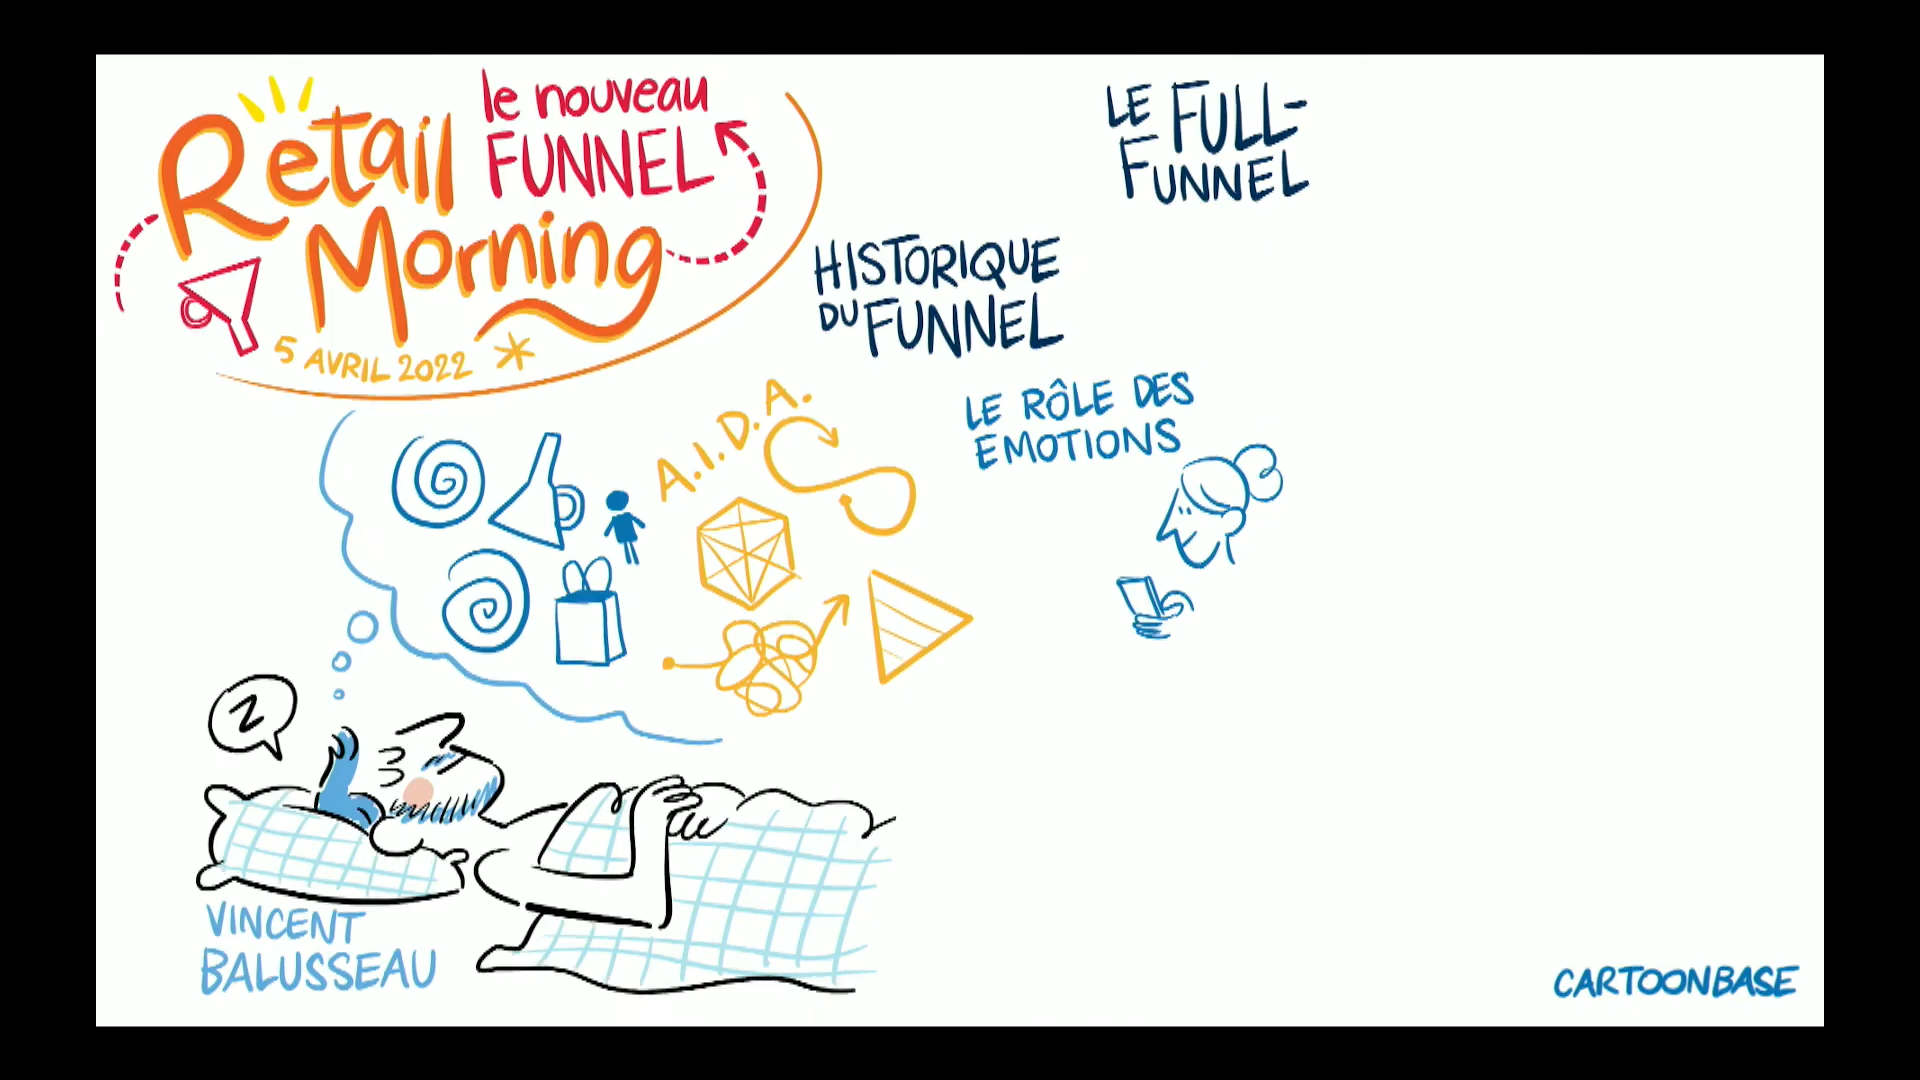 Retail
Morning
le nouveau
FUNNEL
5 AVRIL 2022
LE FULL-
FUNNEL
HISTORIQUE
DU FUNNEL
A.I.D.A.
LE RÔLE DES
EMOTIONS
Z
VINCENT
BALUSSEAU
CARTOONBASE